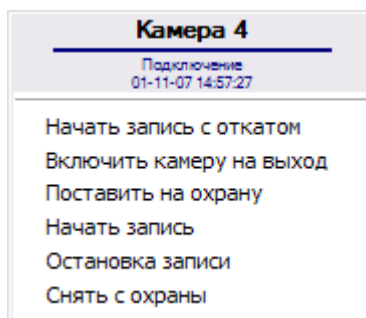 Камера 4
Подключение
01-11-07 14:57:27
Начать запись с откатом
Включить камеру на выход
Поставить на охрану
Начать запись
Остановка записи
Снять с охраны